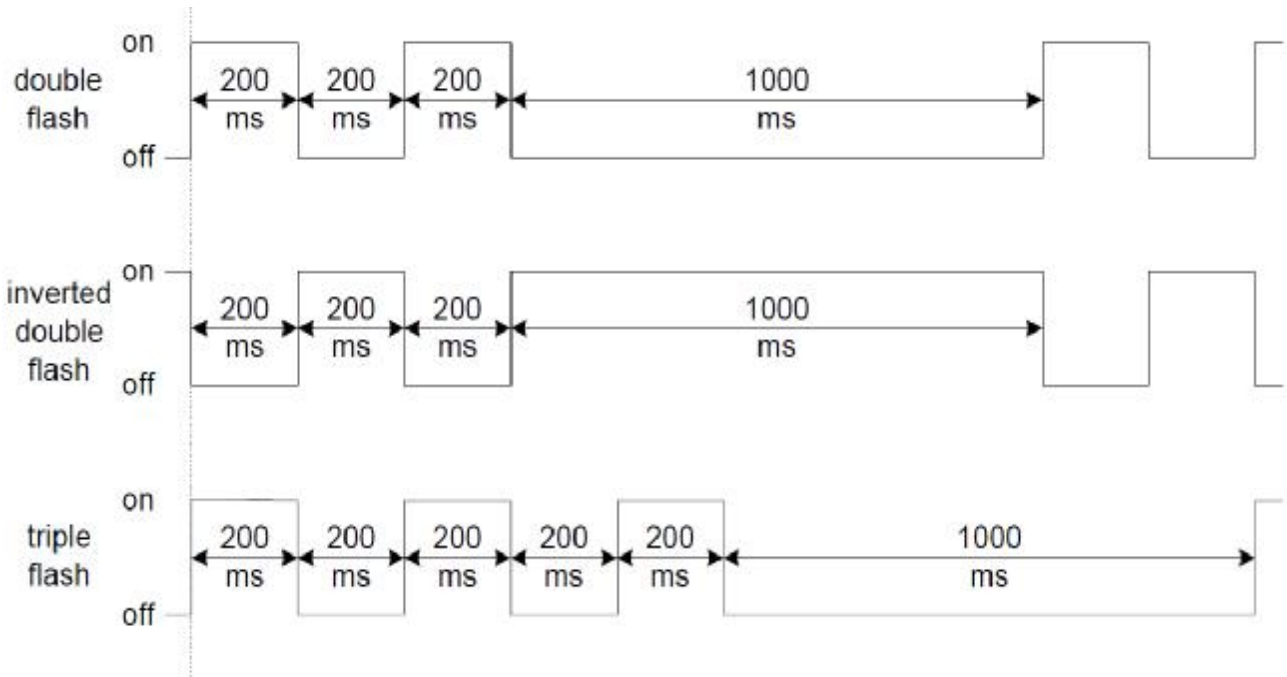 on
double
flash
200 200 200 1000
ms ms ms ms
off
on
inverted
double
flash
200 200 200 1000
ms ms ms ms
off
on
triple
flash
200 200 200 200 200 1000
ms ms ms ms ms ms
off